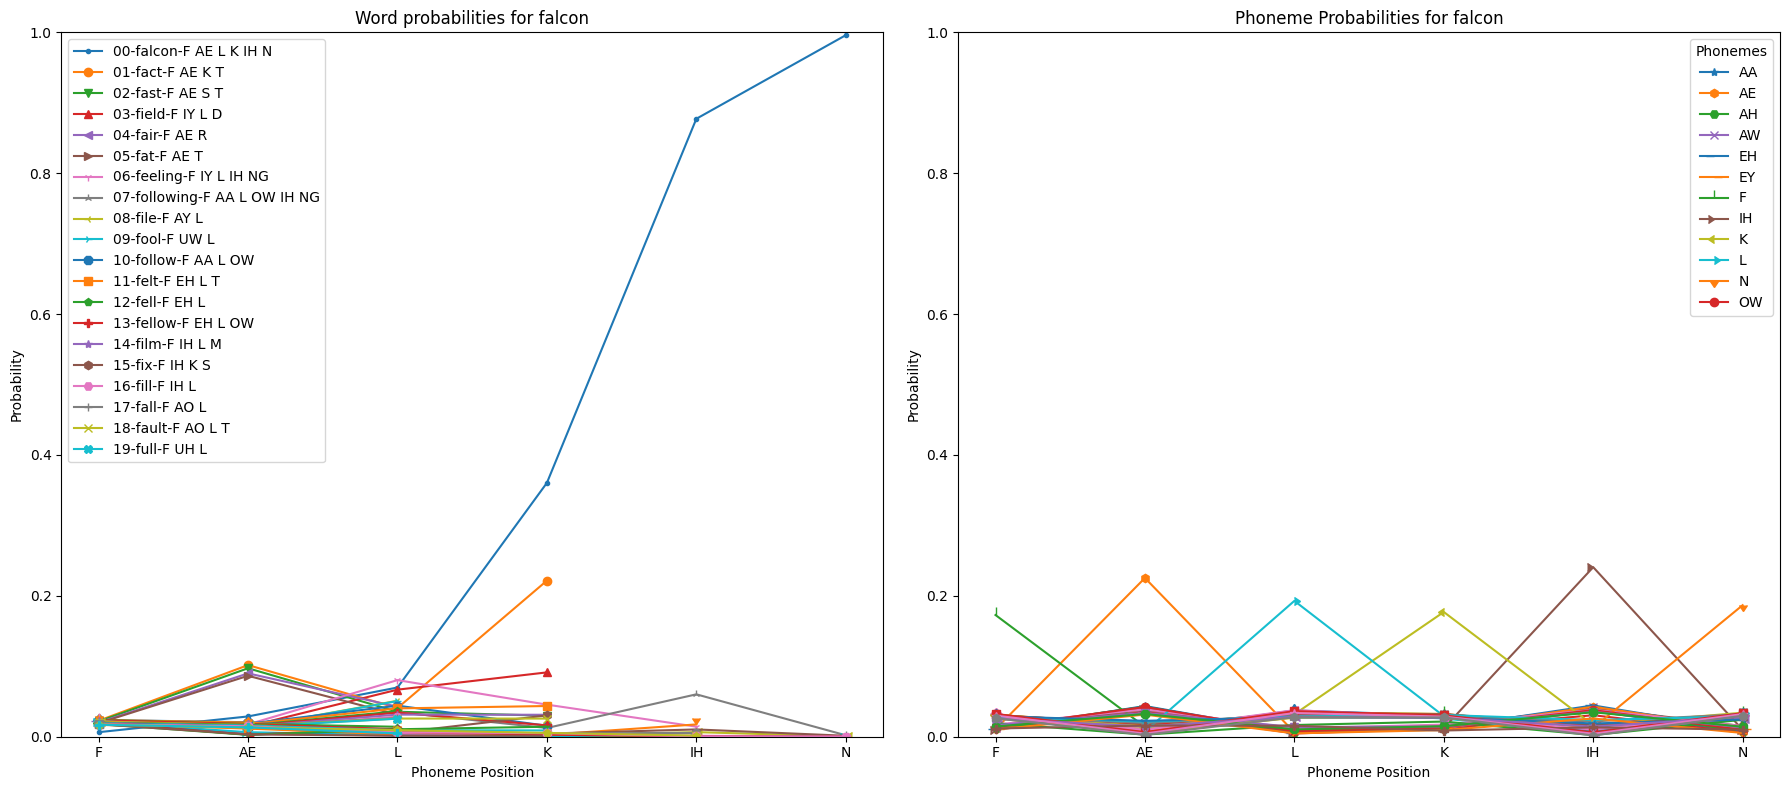 Word probabilities for falcon
1.0
0.8
0.6
0.4
0.2
0.0
Probability
00-falcon-F AE L K IH N
01-fact-F AE K T
02-fast-F AE S T
03-field-F IY L D
04-fair-F AE R
05-fat-F AE T
06-feeling-F IY L IH NG
07-following-F AA L OW IH NG
08-file-F AY L
09-fool-F UW L
10-follow-F AA L OW
11-felt-F EH L T
12-fell-F EH L
13-fellow-F EH L OW
14-film-F IH L M
15-fix-F IH K S
16-fill-F IH L
17-fall-F AO L
18-fault-F AO L T
19-full-F UH L
F AE L K IH N
Phoneme Position
Phoneme Probabilities for falcon
1.0
0.8
0.6
0.4
0.2
0.0
Probability
Phonemes
AA
AE
AH
AW
EH
EY
F
IH
K
L
N
OW
F AE L K IH N
Phoneme Position